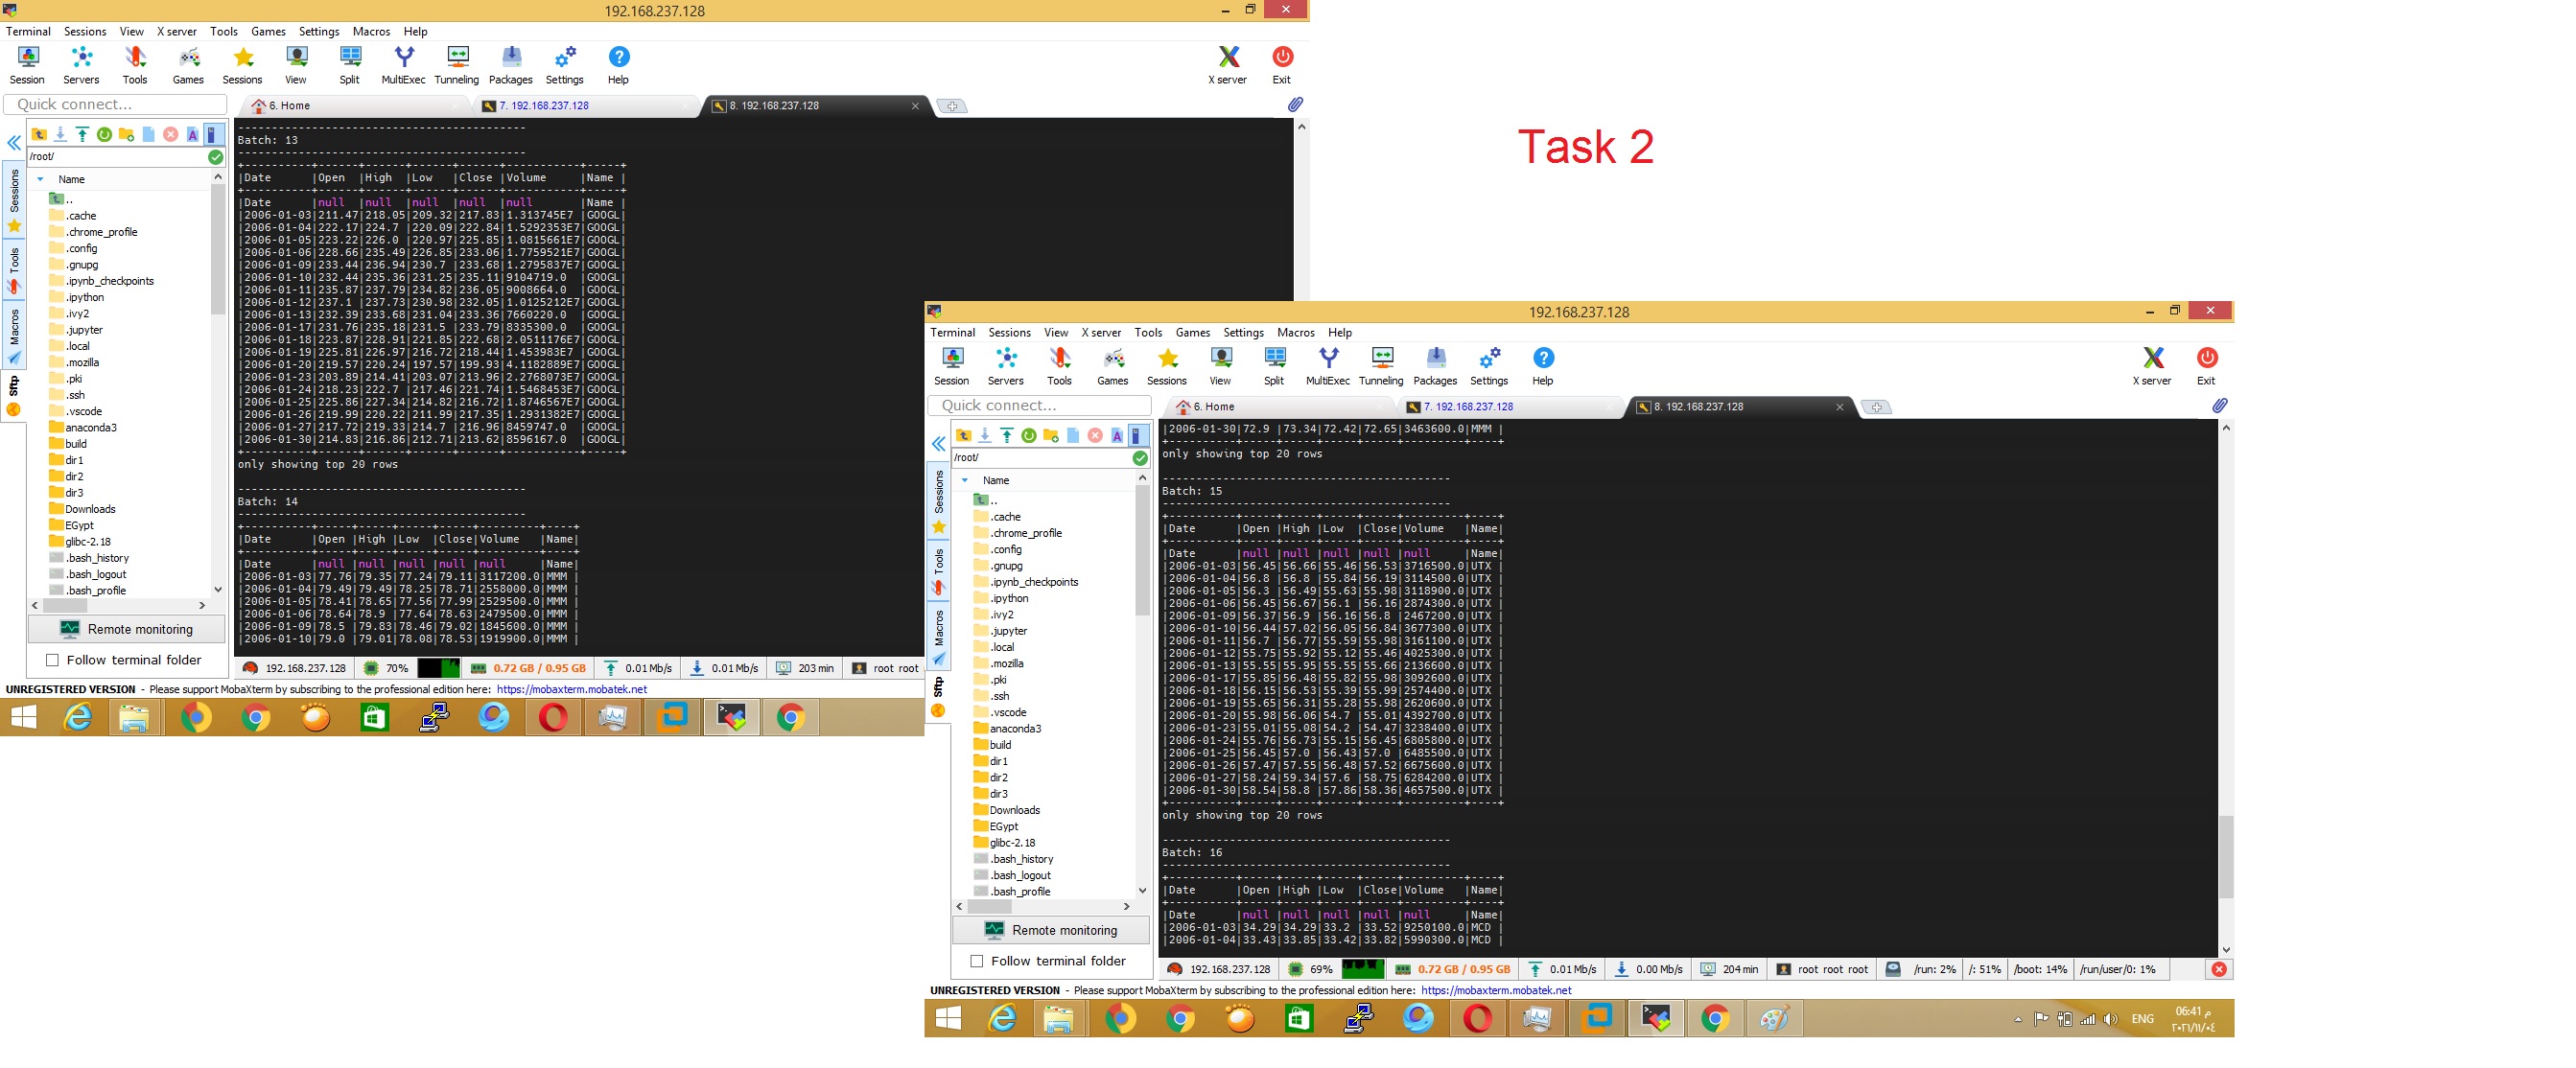 192.168.237.128
Terminal Sessions View X server Tools Games Settings Macros Help
Session Servers Tools Games Sessions View Split MultiExec Tunneling Packages Settings Help X server Exit
Quick connect... 6. Home 7. 192.168.237.128 8. 192.168.237.128
/root/
Name
..
.cache
.chrome_profile
.config
.gnupg
.ipynb_checkpoints
.ipython
.ivy2
.jupyter
.local
.mozilla
.pki
.ssh
.vscode
anaconda3
build
dir1
dir2
dir3
Downloads
EGypt
glibc-2.18
.bash_history
.bash_logout
.bash_profile
Sessions
Tools
Macros
Sftp
Remote monitoring
Follow terminal folder
-------------------------------------------
Batch: 13
-------------------------------------------
+----------+------+------+------+------+-----------+-----+
|Date      |Open  |High  |Low   |Close |Volume     |Name |
+----------+------+------+------+------+-----------+-----+
|Date      |null  |null  |null  |null  |null       |Name |
|2006-01-03|211.47|218.05|209.32|217.83|1.313745E7 |GOOGL|
|2006-01-04|222.17|224.7 |220.09|222.84|1.5292353E7|GOOGL|
|2006-01-05|223.22|226.0 |220.97|225.85|1.0815661E7|GOOGL|
|2006-01-06|228.66|235.49|226.85|233.06|1.7759521E7|GOOGL|
|2006-01-09|233.44|236.94|230.7 |233.68|1.2795837E7|GOOGL|
|2006-01-10|232.44|235.36|231.25|235.11|9104719.0  |GOOGL|
|2006-01-11|235.87|237.79|234.82|236.05|9008664.0  |GOOGL|
|2006-01-12|237.1 |237.73|230.98|232.05|1.0125212E7|GOOGL|
|2006-01-13|232.39|233.68|231.04|233.36|7660220.0  |GOOGL|
|2006-01-17|231.76|235.18|231.5 |233.79|8335300.0  |GOOGL|
|2006-01-18|223.87|228.91|221.85|222.68|2.0511176E7|GOOGL|
|2006-01-19|225.81|226.97|216.72|218.44|1.453983E7 |GOOGL|
|2006-01-20|219.57|220.24|197.57|199.93|4.1182889E7|GOOGL|
|2006-01-23|203.89|214.41|203.07|213.96|2.2768073E7|GOOGL|
|2006-01-24|218.23|222.7 |217.46|221.74|1.5468453E7|GOOGL|
|2006-01-25|225.86|227.34|214.82|216.72|1.8746567E7|GOOGL|
|2006-01-26|219.99|220.22|211.99|217.35|1.2931382E7|GOOGL|
|2006-01-27|217.72|219.33|214.7 |216.96|8459747.0  |GOOGL|
|2006-01-30|214.83|216.86|212.71|213.62|8596167.0  |GOOGL|
+----------+------+------+------+------+-----------+-----+
only showing top 20 rows
-------------------------------------------
Batch: 14
-------------------------------------------
+----------+-----+-----+-----+-----+---------+----+
|Date      |Open |High |Low  |Close|Volume   |Name|
+----------+-----+-----+-----+-----+---------+----+
|Date      |null |null |null |null |null     |Name|
|2006-01-03|77.76|79.35|77.24|79.11|3117200.0|MMM |
|2006-01-04|79.49|79.49|78.25|78.71|2558000.0|MMM |
|2006-01-05|78.41|78.65|77.56|77.99|2529500.0|MMM |
|2006-01-06|78.64|78.9 |77.64|78.63|2479500.0|MMM |
|2006-01-09|78.5 |79.83|78.46|79.02|1845600.0|MMM |
|2006-01-10|79.0 |79.01|78.08|78.53|1919900.0|MMM |
192.168.237.128 70% 0.72 GB / 0.95 GB 0.01 Mb/s 0.01 Mb/s 203 min root root
UNREGISTERED VERSION - Please support MobaXterm by subscribing to the professional edition here: https://mobaxterm.mobatek.net
Task 2
192.168.237.128
Terminal Sessions View X server Tools Games Settings Macros Help
Session Servers Tools Games Sessions View Split MultiExec Tunneling Packages Settings Help X server Exit
Quick connect... 6. Home 7. 192.168.237.128 8. 192.168.237.128
/root/
Name
..
.cache
.chrome_profile
.config
.gnupg
.ipynb_checkpoints
.ipython
.ivy2
.jupyter
.local
.mozilla
.pki
.ssh
.vscode
anaconda3
build
dir1
dir2
dir3
Downloads
EGypt
glibc-2.18
.bash_history
.bash_logout
.bash_profile
Sessions
Tools
Macros
Sftp
Remote monitoring
Follow terminal folder
|2006-01-30|72.9 |73.34|72.42|72.65|3463600.0|MMM |
+----------+-----+-----+-----+-----+---------+----+
only showing top 20 rows
-------------------------------------------
Batch: 15
-------------------------------------------
+----------+-----+-----+-----+-----+---------+----+
|Date      |Open |High |Low  |Close|Volume   |Name|
+----------+-----+-----+-----+-----+---------+----+
|Date      |null |null |null |null |null     |Name|
|2006-01-03|56.45|56.66|55.46|56.53|3716500.0|UTX |
|2006-01-04|56.8 |56.8 |55.84|56.19|3114500.0|UTX |
|2006-01-05|56.3 |56.49|55.63|55.98|3118900.0|UTX |
|2006-01-06|56.45|56.67|56.1 |56.16|2874300.0|UTX |
|2006-01-09|56.37|56.9 |56.16|56.8 |2467200.0|UTX |
|2006-01-10|56.44|57.02|56.05|56.84|3677300.0|UTX |
|2006-01-11|56.7 |56.77|55.59|55.98|3161100.0|UTX |
|2006-01-12|55.75|55.92|55.12|55.46|4025300.0|UTX |
|2006-01-13|55.55|55.95|55.55|55.66|2136600.0|UTX |
|2006-01-17|55.85|56.48|55.82|55.98|3092600.0|UTX |
|2006-01-18|56.15|56.53|55.39|55.99|2574400.0|UTX |
|2006-01-19|55.65|56.31|55.28|55.98|2620600.0|UTX |
|2006-01-20|55.98|56.06|54.7 |55.01|4392700.0|UTX |
|2006-01-23|55.01|55.08|54.2 |54.47|3238400.0|UTX |
|2006-01-24|55.76|56.73|55.15|56.45|6805800.0|UTX |
|2006-01-25|56.45|57.0 |56.43|57.0 |6485500.0|UTX |
|2006-01-26|57.47|57.55|56.48|57.52|6675600.0|UTX |
|2006-01-27|58.24|59.34|57.6 |58.75|6284200.0|UTX |
|2006-01-30|58.54|58.8 |57.86|58.36|4657500.0|UTX |
+----------+-----+-----+-----+-----+---------+----+
only showing top 20 rows
-------------------------------------------
Batch: 16
-------------------------------------------
+----------+-----+-----+-----+-----+---------+----+
|Date      |Open |High |Low  |Close|Volume   |Name|
+----------+-----+-----+-----+-----+---------+----+
|Date      |null |null |null |null |null     |Name|
|2006-01-03|34.29|34.29|33.2 |33.52|9250100.0|MCD |
|2006-01-04|33.43|33.85|33.42|33.82|5990300.0|MCD |
192.168.237.128 69% 0.72 GB / 0.95 GB 0.01 Mb/s 0.00 Mb/s 204 min root root root /run: 2% /: 51% /boot: 14% /run/user/0: 1%
UNREGISTERED VERSION - Please support MobaXterm by subscribing to the professional edition here: https://mobaxterm.mobatek.net
ENG 06:41 م
٢٠٢١/١١/٠٤